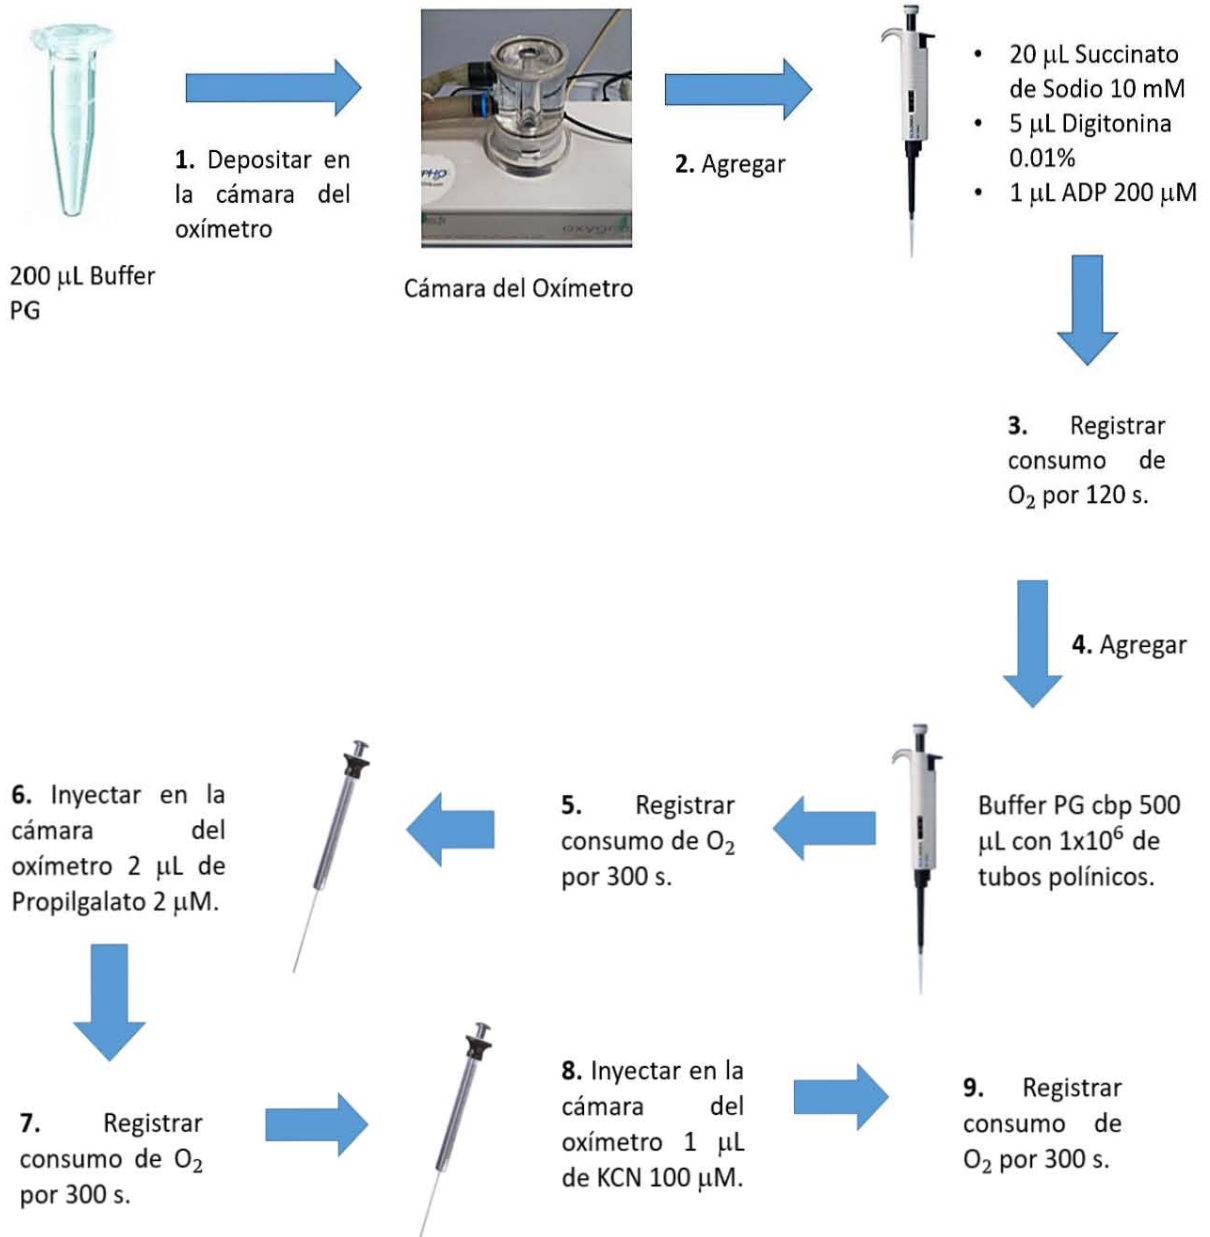 200 μL Buffer
PG
1. Depositar en
la cámara del
oxímetro
Cámara del Oxímetro
2. Agregar
• 20 μL Succinato
de Sodio 10 mM
• 5 μL Digitonina
0.01%
• 1 μL ADP 200 μM
3. Registrar
consumo de
O₂ por 120 s.
4. Agregar
Buffer PG cbp 500
μL con 1x10⁶ de
tubos polínicos.
5. Registrar
consumo de O₂
por 300 s.
6. Inyectar en la
cámara del
oxímetro 2 μL de
Propilgalato 2 μM.
7. Registrar
consumo de O₂
por 300 s.
8. Inyectar en la
cámara del
oxímetro 1 μL
de KCN 100 μM.
9. Registrar
consumo de
O₂ por 300 s.